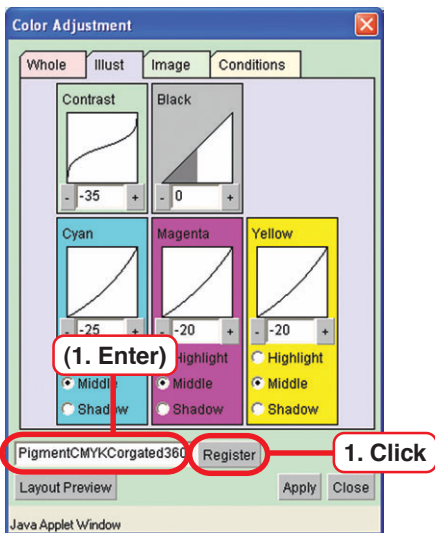 Color Adjustment
Whole Illust Image Conditions
Contrast Black
- -35 + - 0 +
Cyan Magenta Yellow
- -25 + - -20 + - -20 +
(1. Enter) Highlight Highlight
Middle Middle Middle
Shadow Shadow Shadow
PigmentCMYKCorgated360 Register 1. Click
Layout Preview Apply Close
Java Applet Window